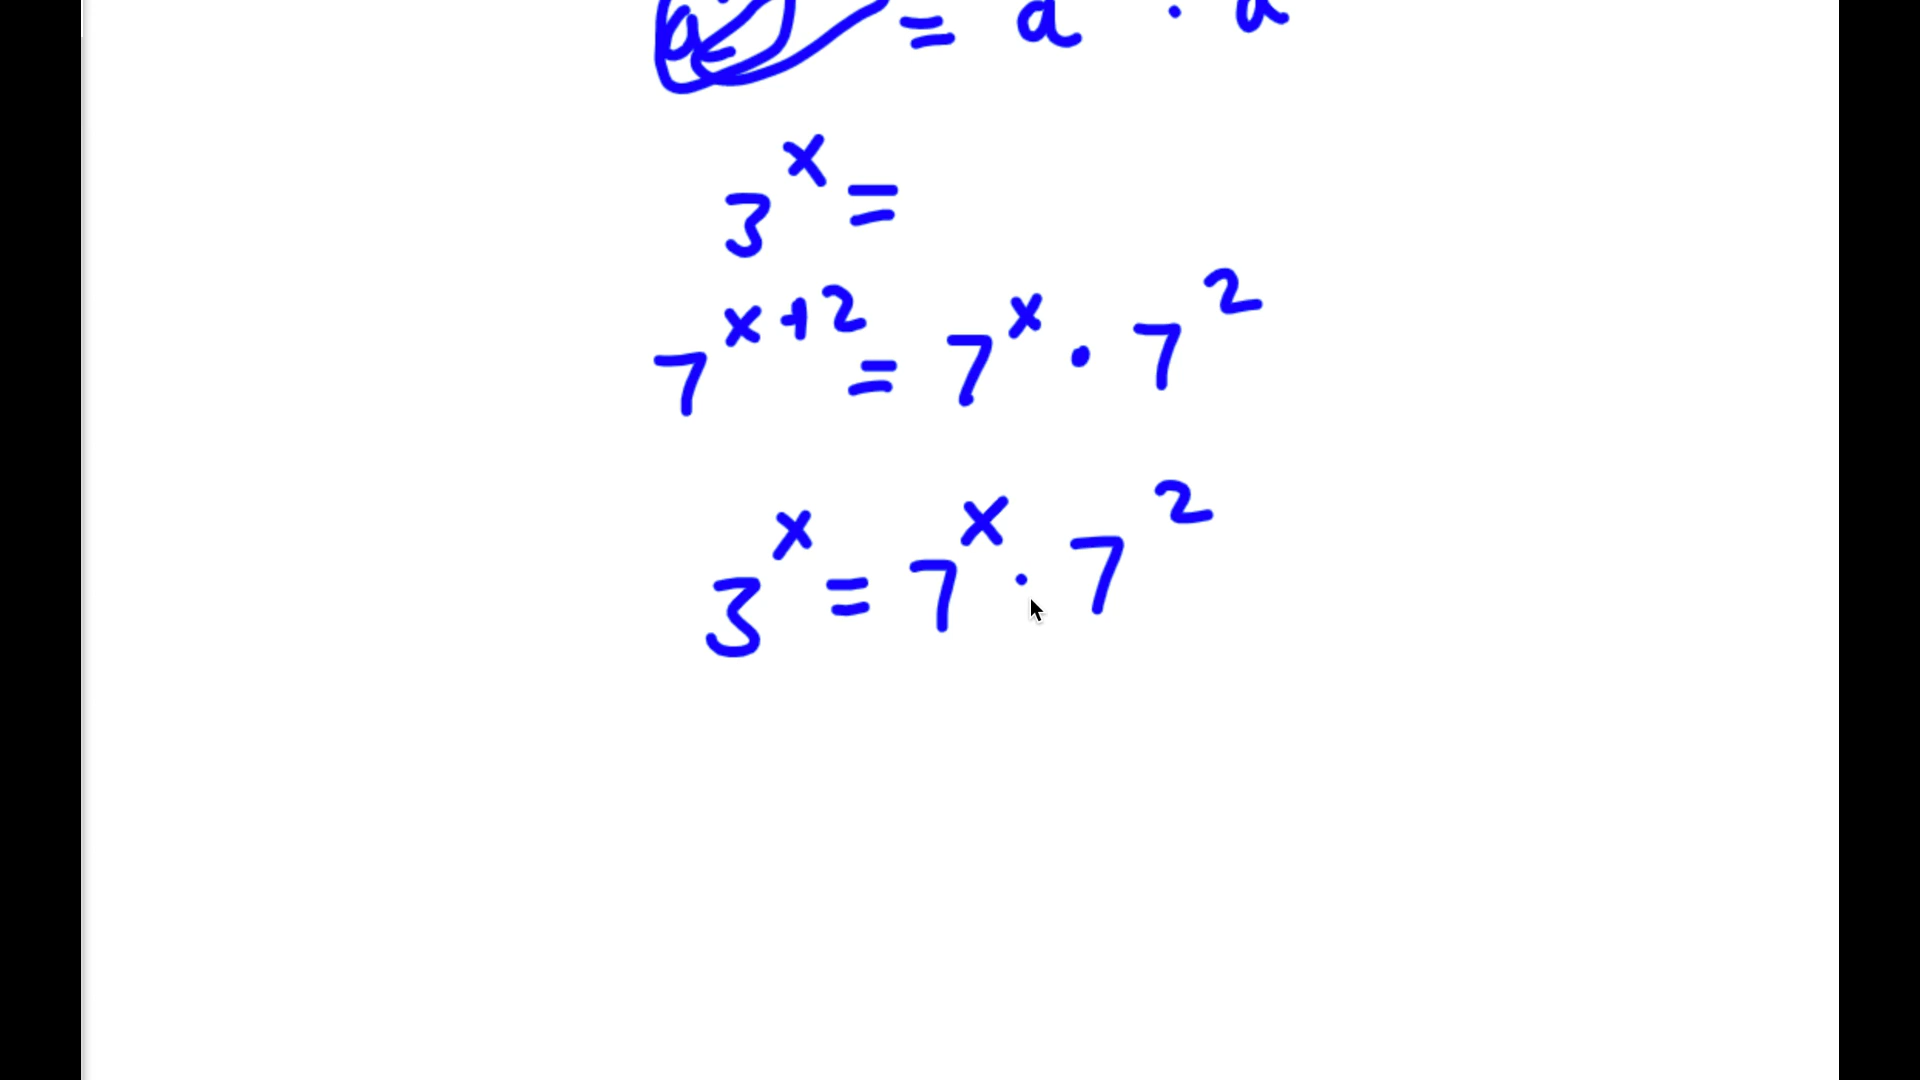 = a · a
3^x =
7^{x+2} = 7^x · 7^2
3^x = 7^x · 7^2